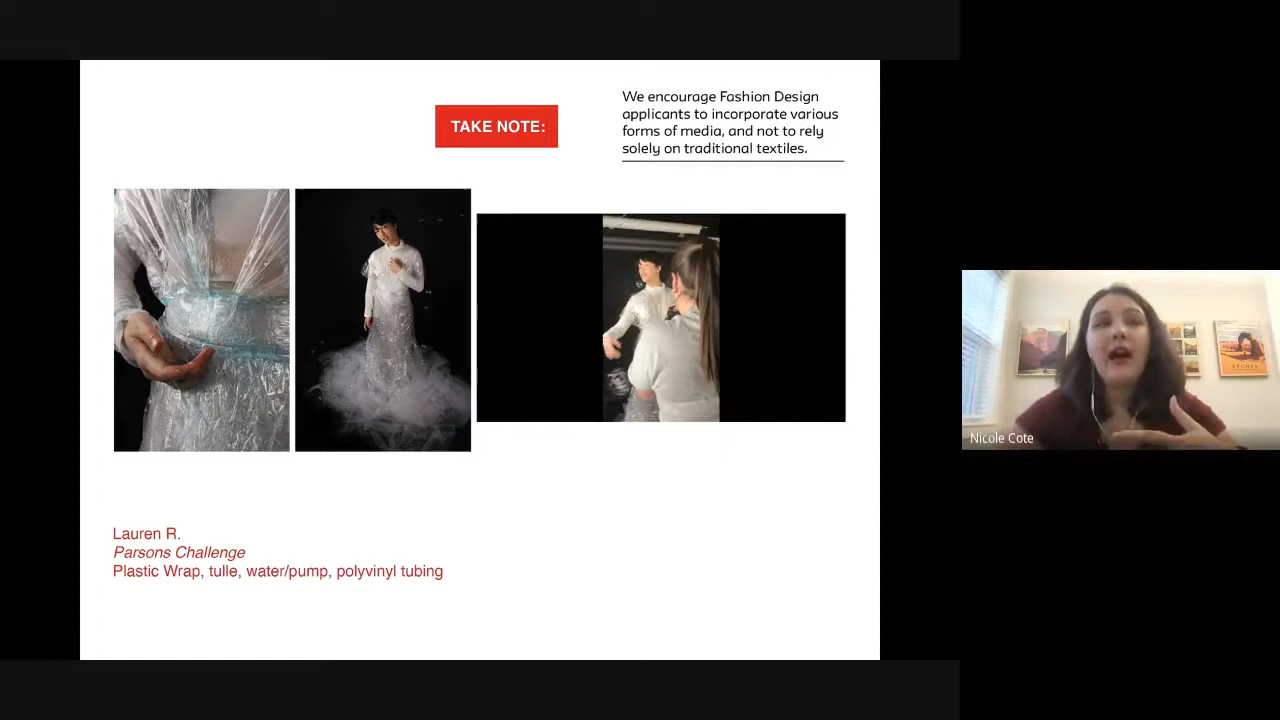 TAKE NOTE:
We encourage Fashion Design
applicants to incorporate various
forms of media, and not to rely
solely on traditional textiles.
Lauren R.
Parsons Challenge
Plastic Wrap, tulle, water/pump, polyvinyl tubing
Nicole Cote